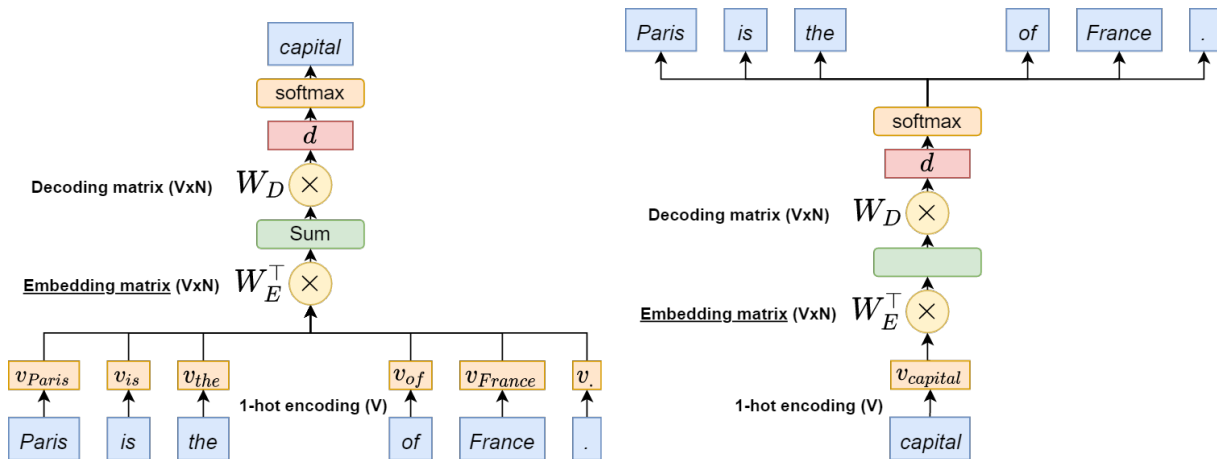 capital
softmax
d
Decoding matrix (VxN) W_D ×
Sum
Embedding matrix (VxN) W_E^⊤ ×
v_Paris v_is v_the v_of v_France v_.
1-hot encoding (V)
Paris is the of France .
Paris is the of France .
softmax
d
Decoding matrix (VxN) W_D ×
Embedding matrix (VxN) W_E^⊤ ×
v_capital
1-hot encoding (V)
capital